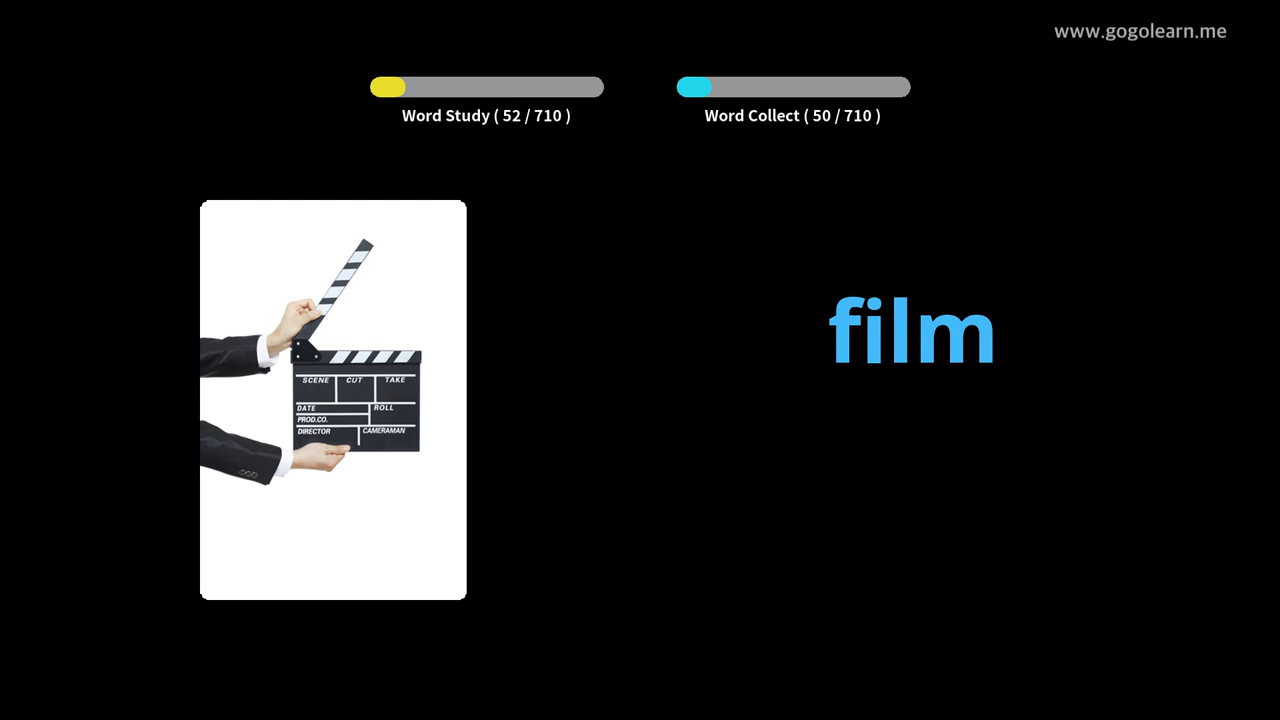 www.gogolearn.me
Word Study ( 52 / 710 )
Word Collect ( 50 / 710 )
film
SCENE
CUT
TAKE
DATE
ROLL
PROD.CO.
DIRECTOR
CAMERAMAN